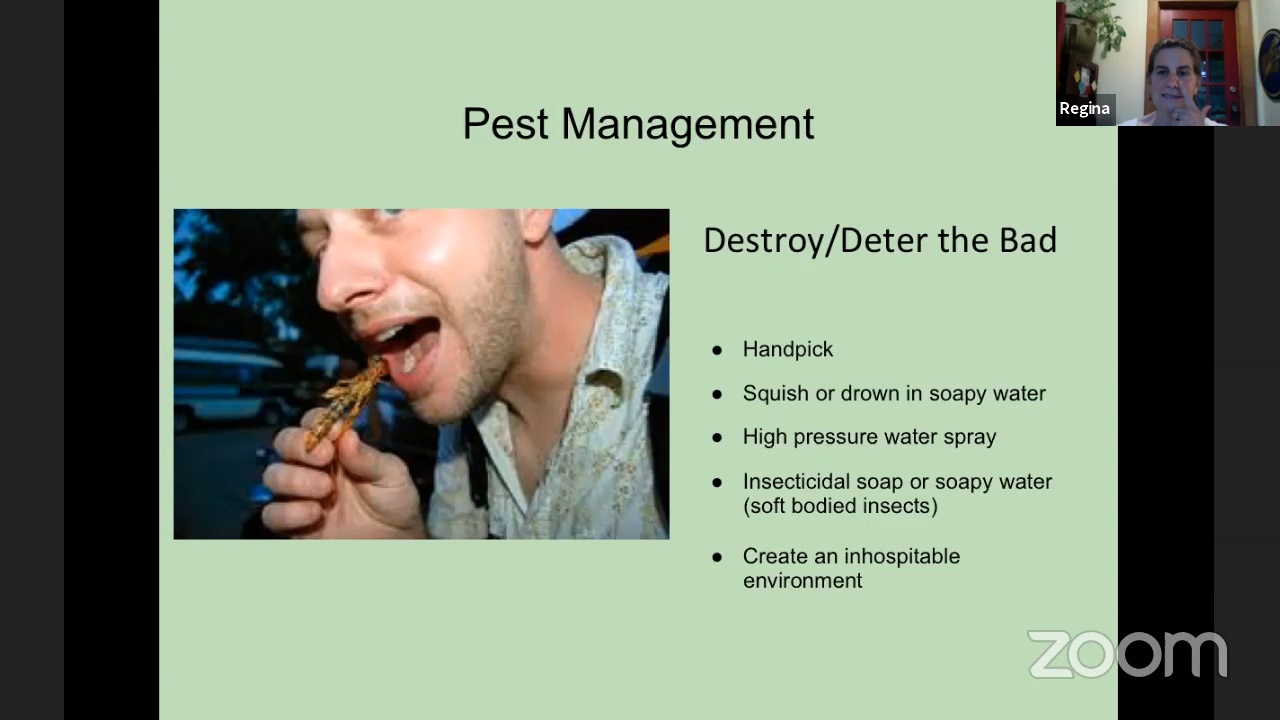 Pest Management
Regina
Destroy/Deter the Bad
● Handpick
● Squish or drown in soapy water
● High pressure water spray
● Insecticidal soap or soapy water
(soft bodied insects)
● Create an inhospitable
environment
zoom